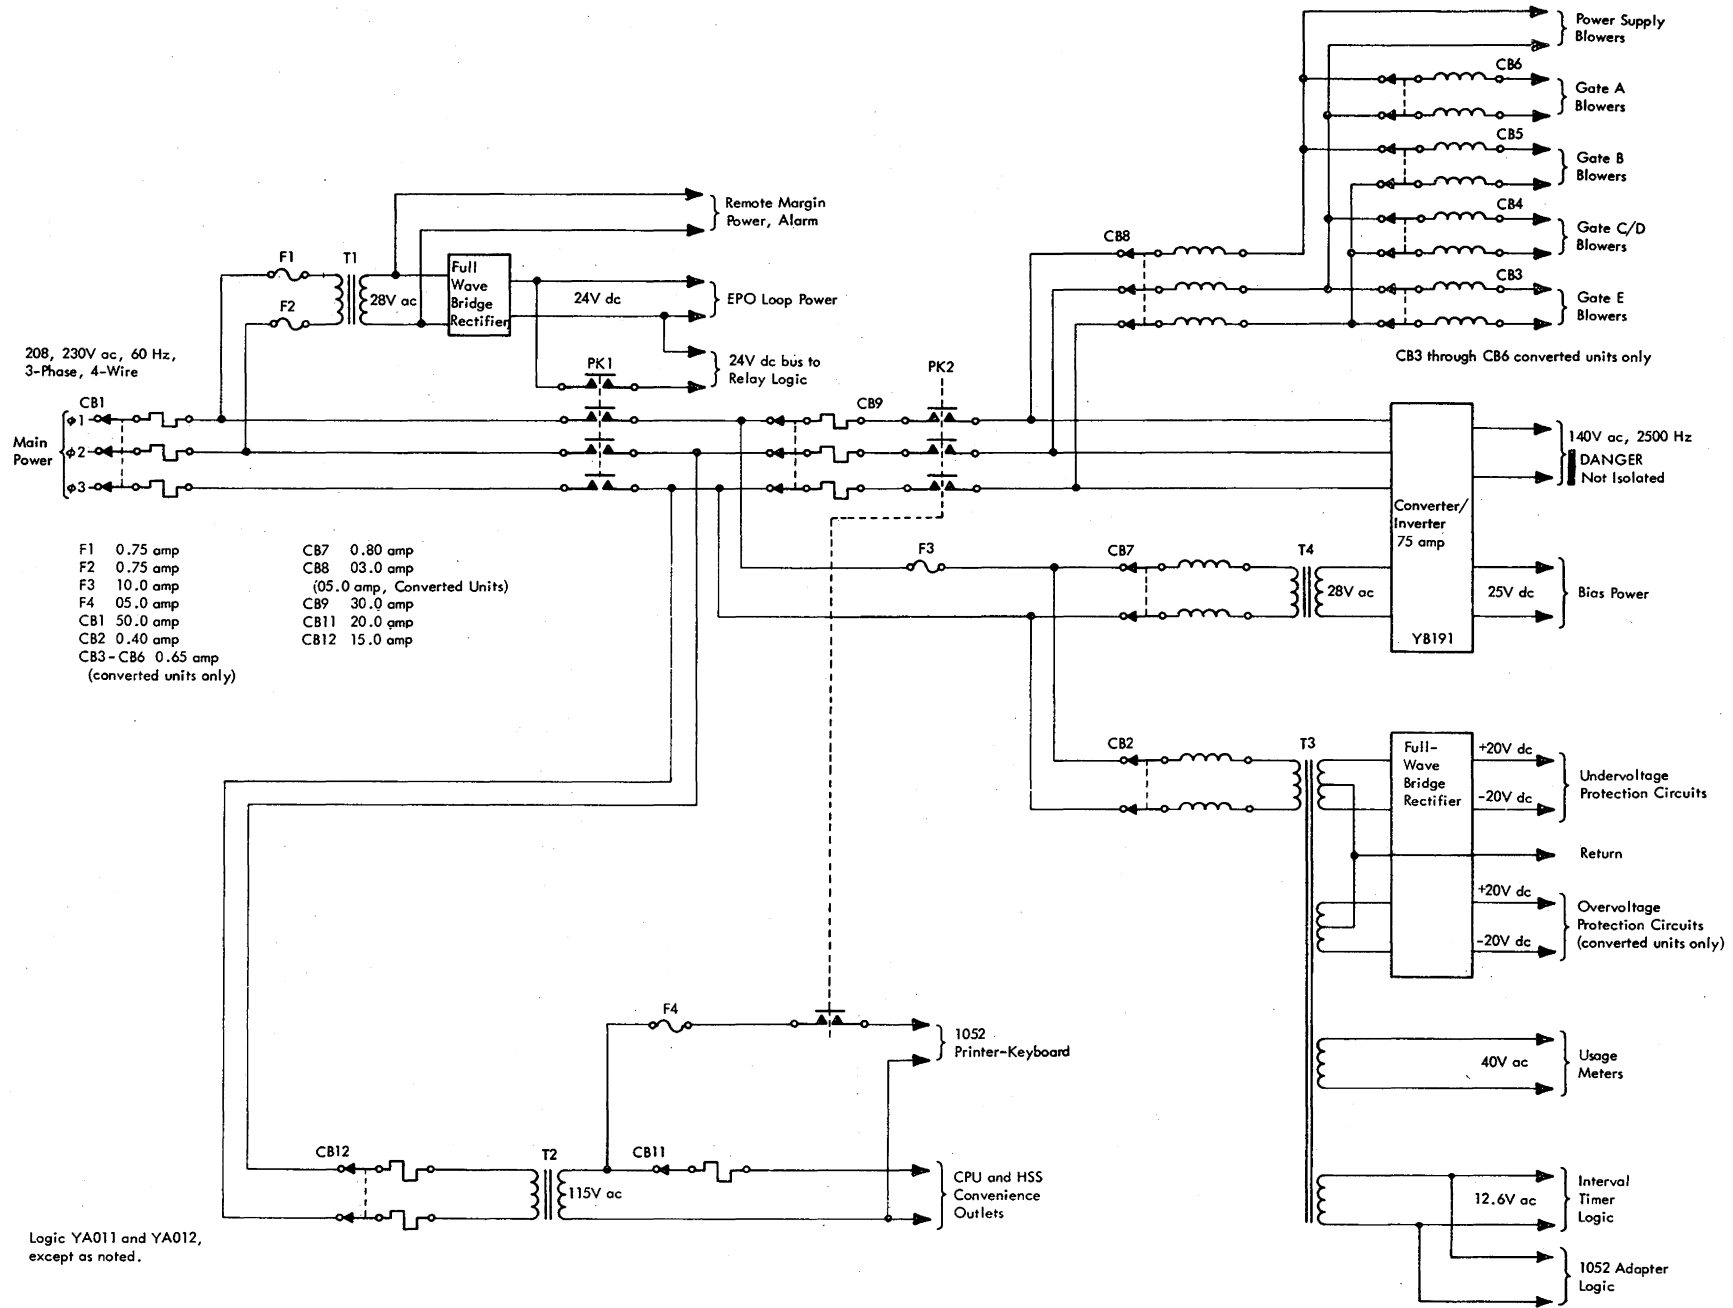 Power Supply
Blowers
CB6
Gate A
Blowers
CB5
Gate B
Blowers
CB4
Gate C/D
Blowers
CB3
Gate E
Blowers
CB3 through CB6 converted units only
CB8
Remote Margin
Power, Alarm
F1
T1
F2
28V ac
Full
Wave
Bridge
Rectifier
24V dc
EPO Loop Power
24V dc bus to
Relay Logic
208, 230V ac, 60 Hz,
3-Phase, 4-Wire
PK1
PK2
CB1
CB9
Main
Power
φ1
φ2
φ3
140V ac, 2500 Hz
DANGER
Not Isolated
Converter/
Inverter
75 amp
YB191
F1 0.75 amp
F2 0.75 amp
F3 10.0 amp
F4 05.0 amp
CB1 50.0 amp
CB2 0.40 amp
CB3-CB6 0.65 amp
(converted units only)
CB7 0.80 amp
CB8 03.0 amp
(05.0 amp, Converted Units)
CB9 30.0 amp
CB11 20.0 amp
CB12 15.0 amp
F3
CB7
T4
28V ac
25V dc
Bias Power
CB2
T3
Full-
Wave
Bridge
Rectifier
+20V dc
-20V dc
Undervoltage
Protection Circuits
Return
+20V dc
-20V dc
Overvoltage
Protection Circuits
(converted units only)
40V ac
Usage
Meters
12.6V ac
Interval
Timer
Logic
1052 Adapter
Logic
F4
1052
Printer-Keyboard
CB12
T2
115V ac
CB11
CPU and HSS
Convenience
Outlets
Logic YA011 and YA012,
except as noted.